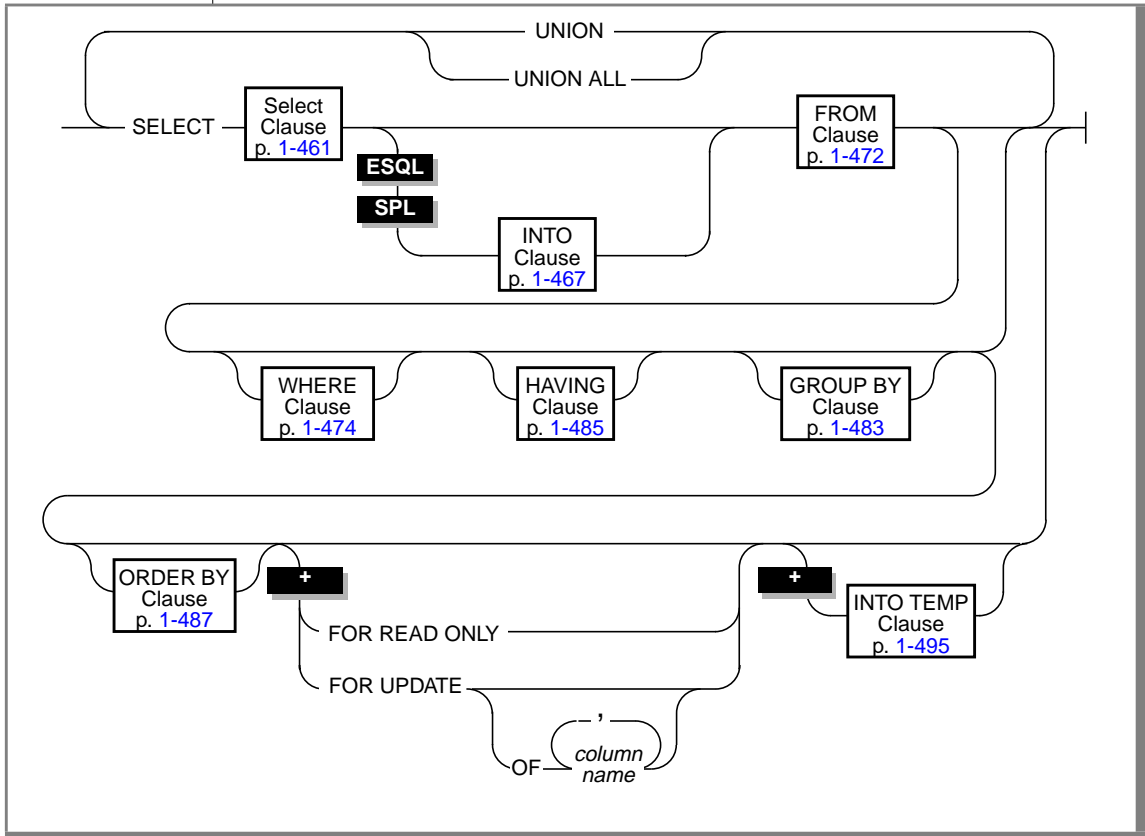 UNION
UNION ALL
SELECT
Select
Clause
p. 1-461
FROM
Clause
p. 1-472
ESQL
SPL
INTO
Clause
p. 1-467
WHERE
Clause
p. 1-474
HAVING
Clause
p. 1-485
GROUP BY
Clause
p. 1-483
ORDER BY
Clause
p. 1-487
+
+
INTO TEMP
Clause
p. 1-495
FOR READ ONLY
FOR UPDATE
,
OF
column
name